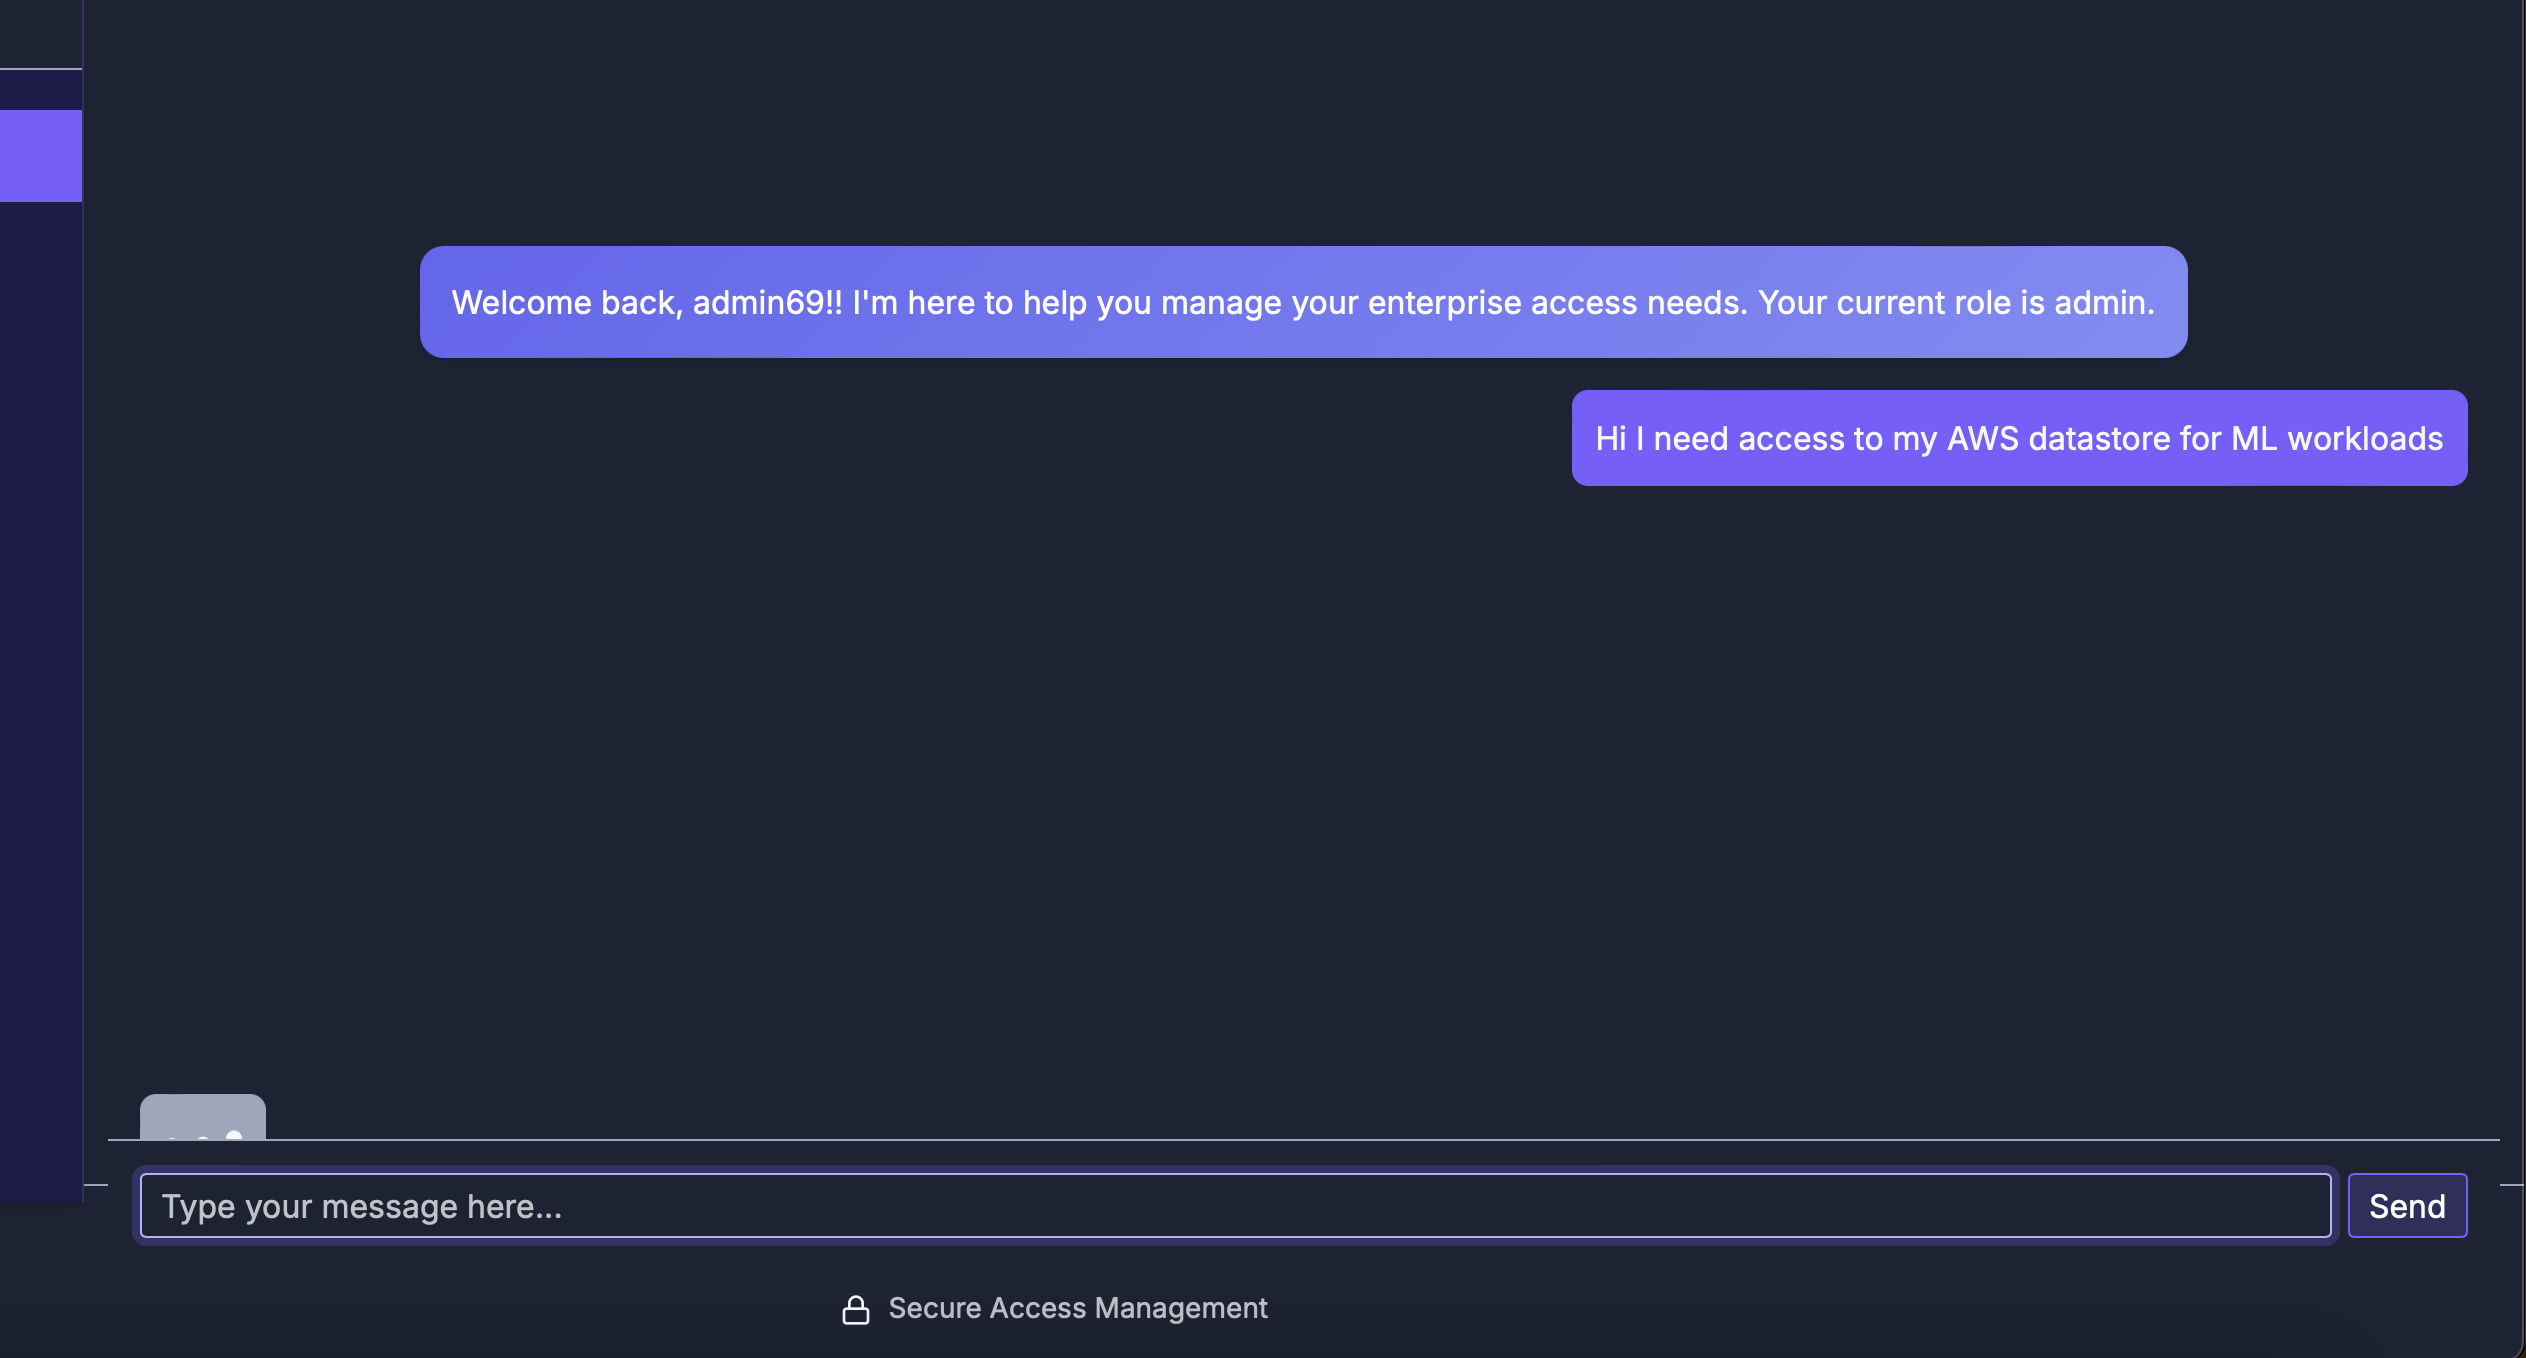 Welcome back, admin69!! I'm here to help you manage your enterprise access needs. Your current role is admin.
Hi I need access to my AWS datastore for ML workloads
Type your message here...
Send
Secure Access Management